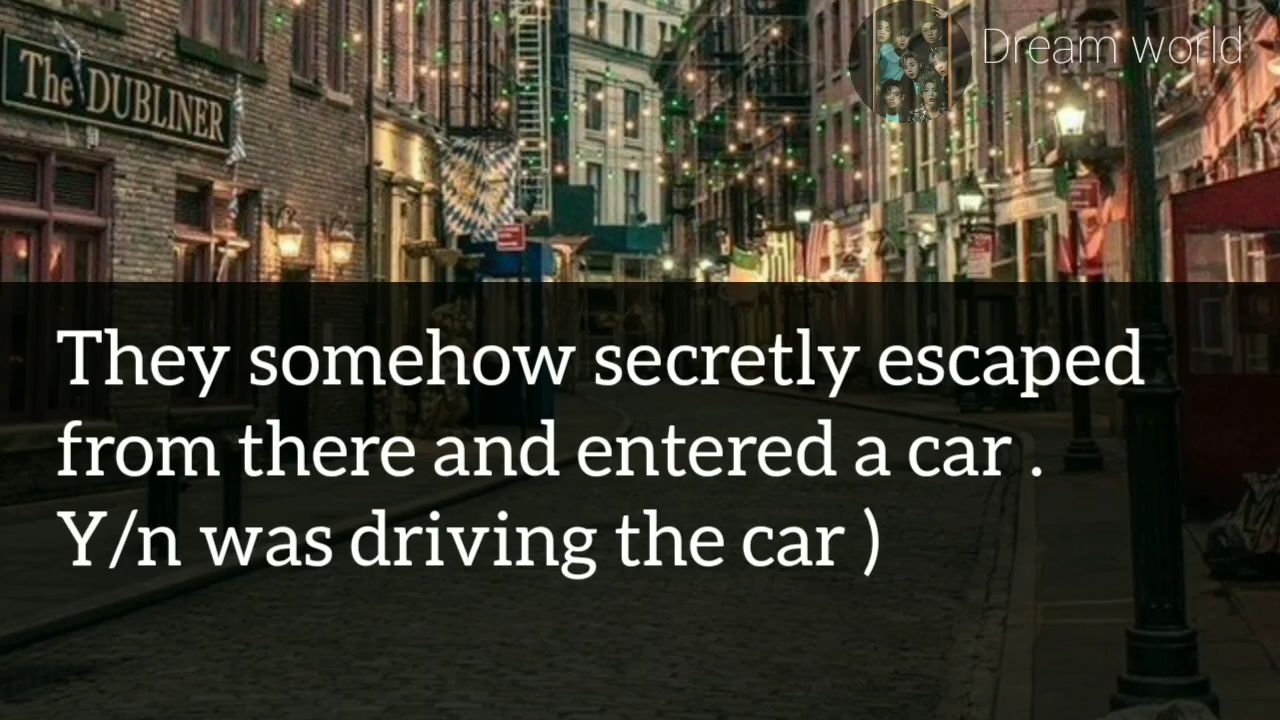 The DUBLINER
Dream world
They somehow secretly escaped
from there and entered a car .
Y/n was driving the car )